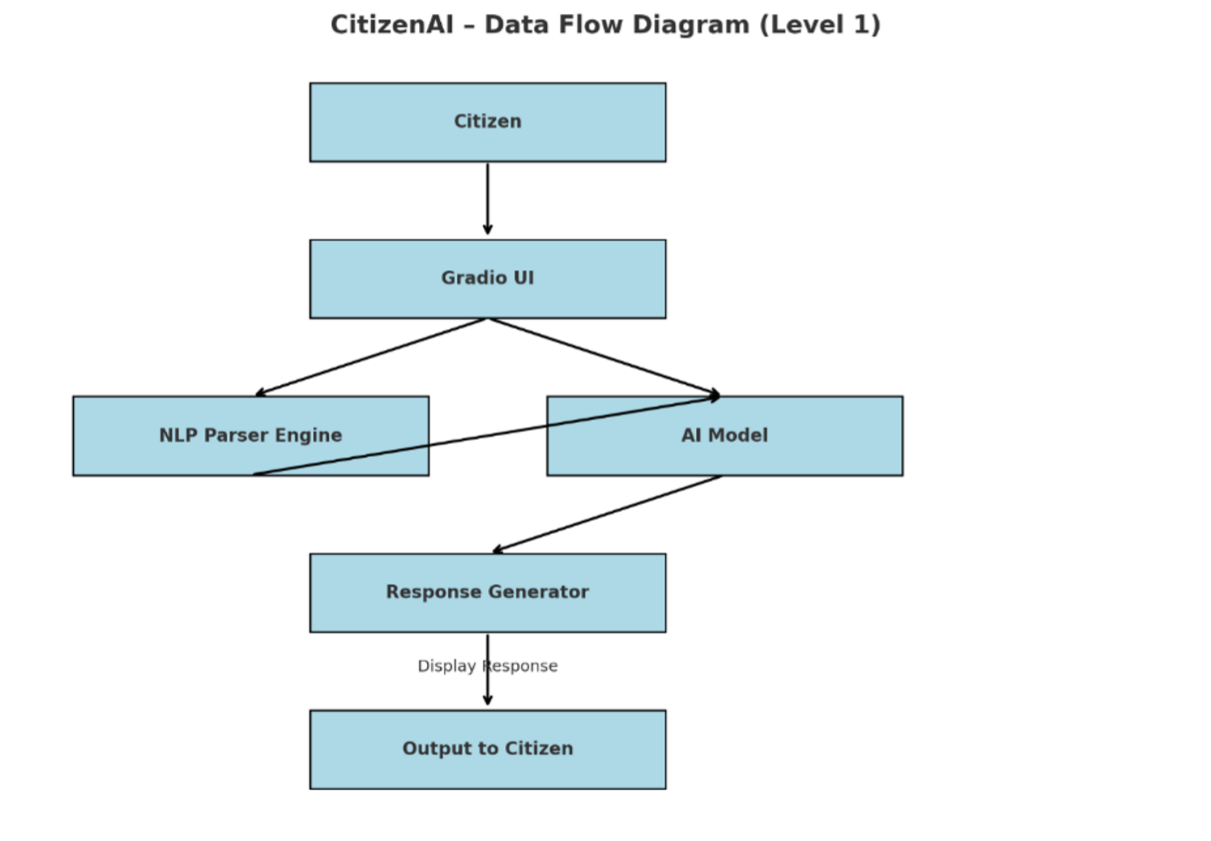 CitizenAI – Data Flow Diagram (Level 1)
Citizen
Gradio UI
NLP Parser Engine
AI Model
Response Generator
Display Response
Output to Citizen